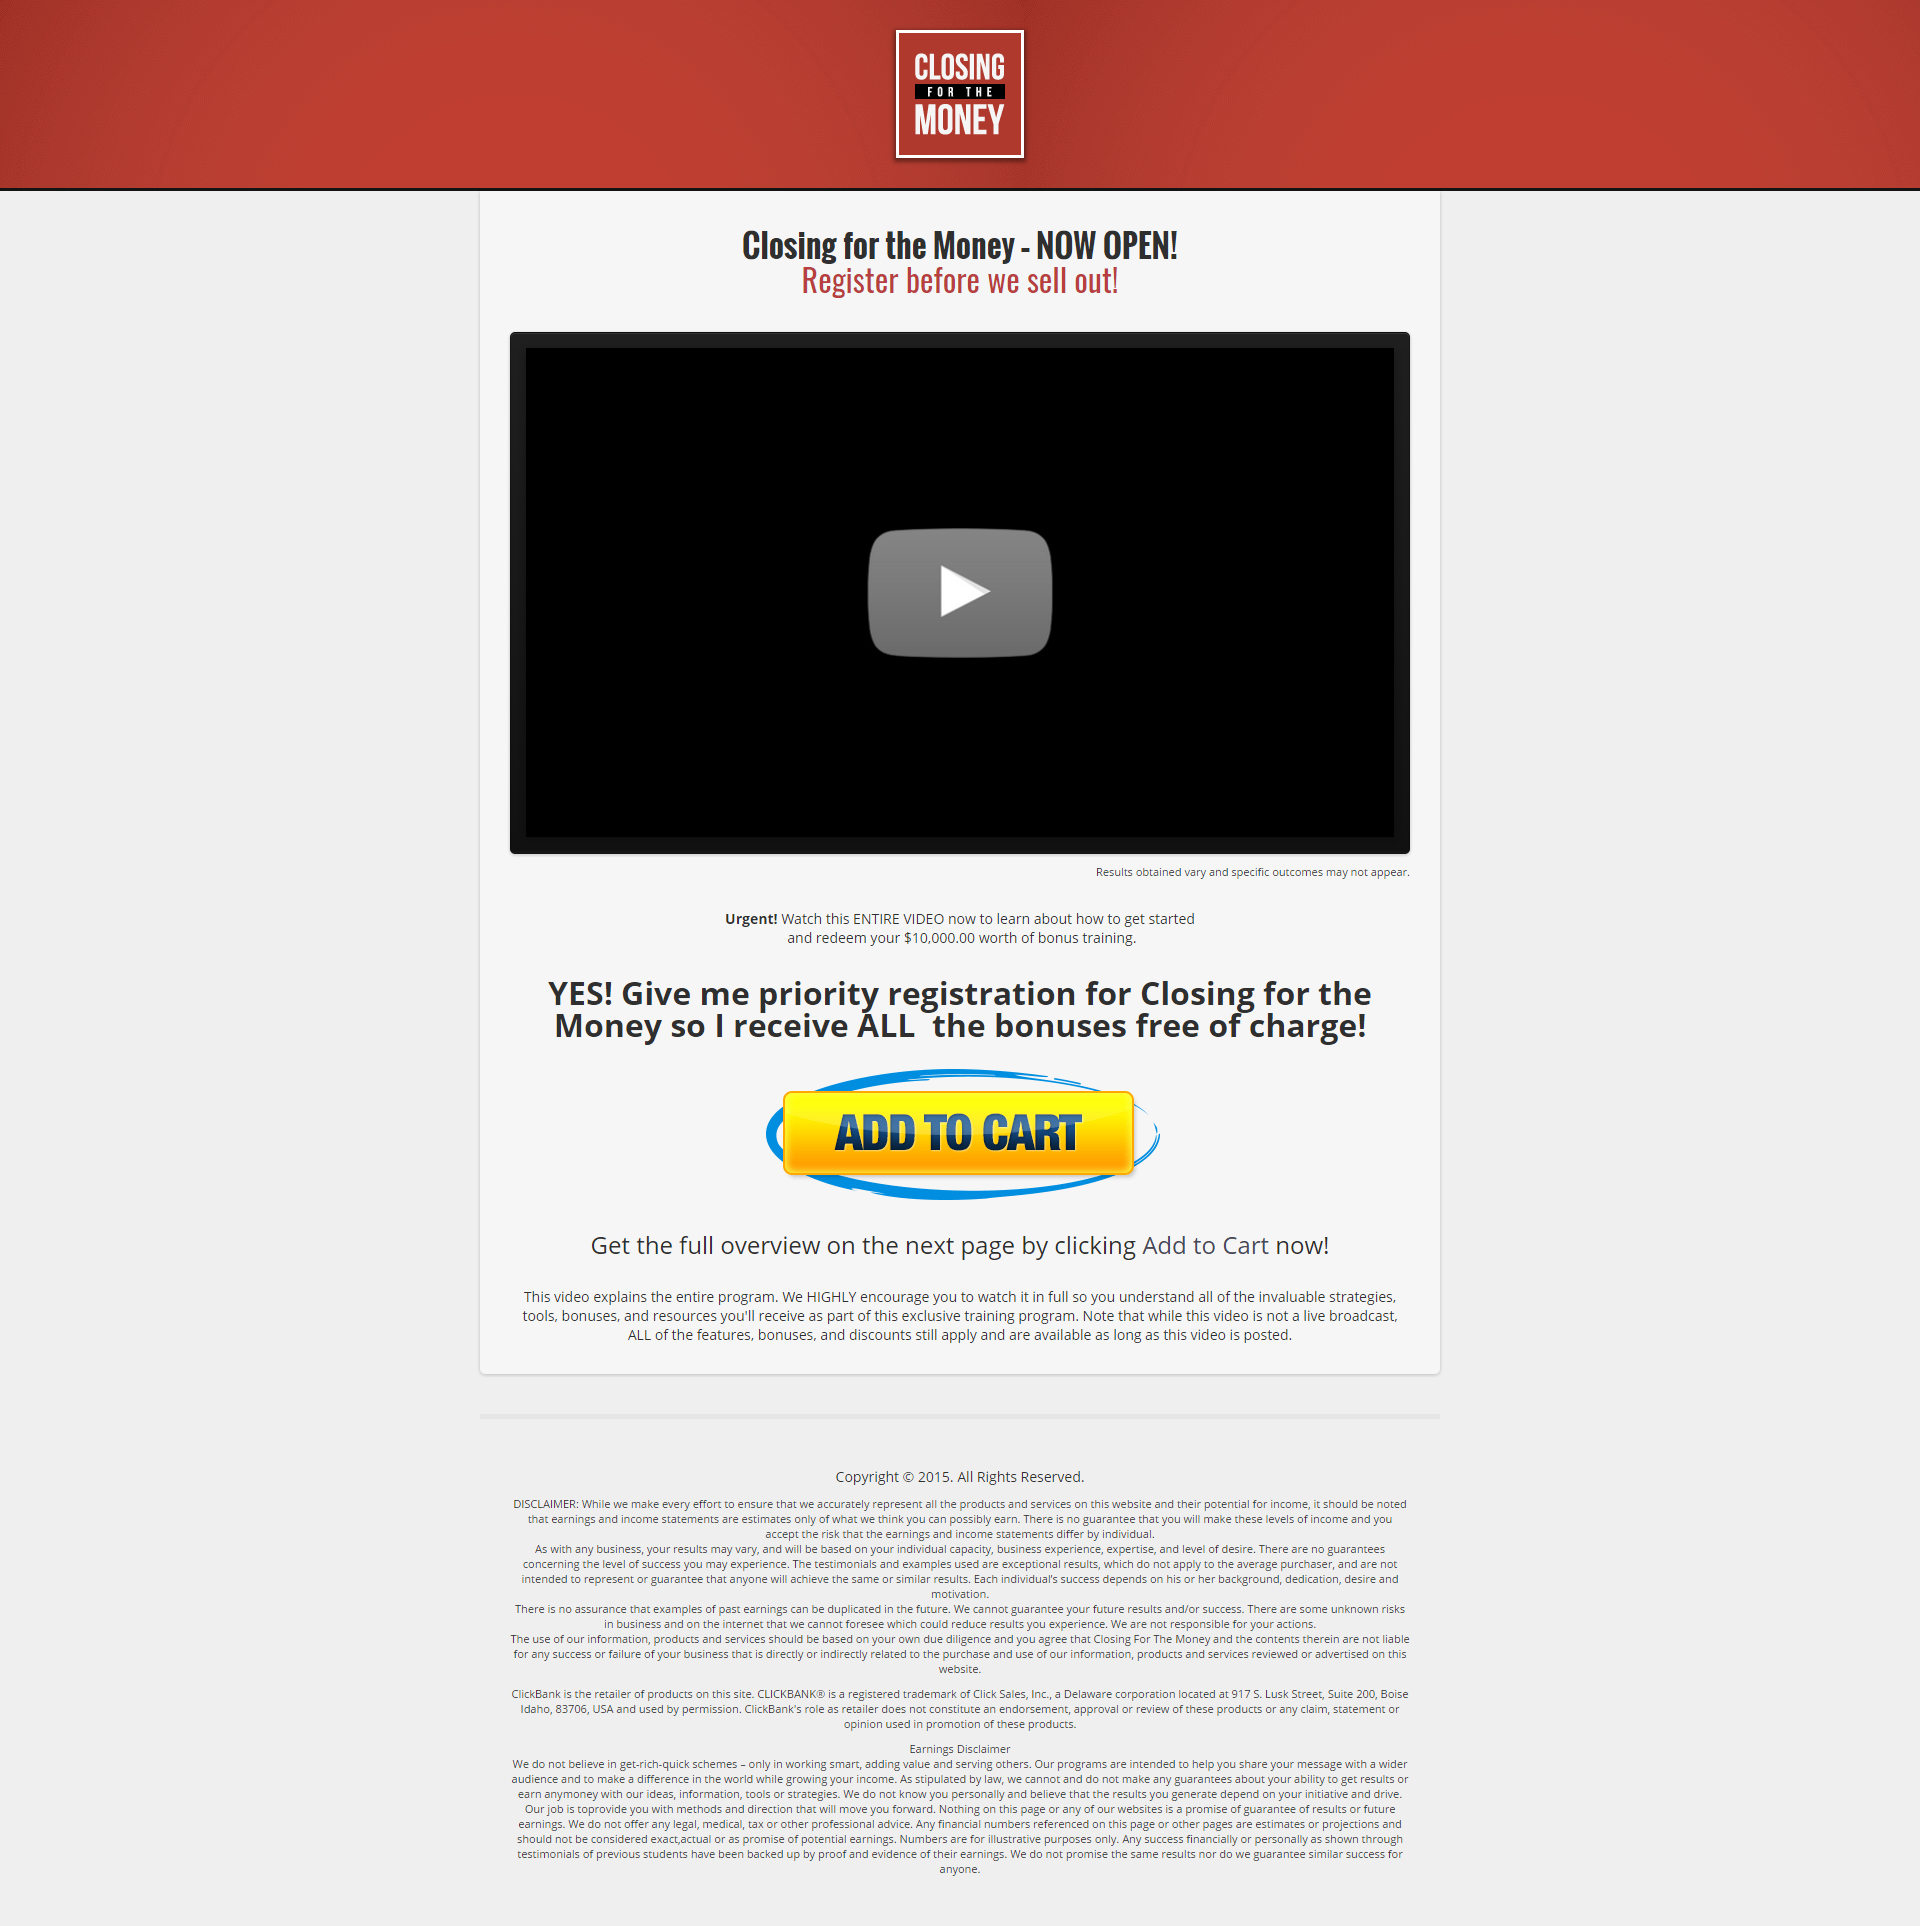 CLOSING
FOR THE
MONEY
Closing for the Money - NOW OPEN!
Register before we sell out!
Results obtained vary and specific outcomes may not appear.
Urgent! Watch this ENTIRE VIDEO now to learn about how to get started
and redeem your $10,000.00 worth of bonus training.
YES! Give me priority registration for Closing for the
Money so I receive ALL  the bonuses free of charge!
ADD TO CART
Get the full overview on the next page by clicking Add to Cart now!
This video explains the entire program. We HIGHLY encourage you to watch it in full so you understand all of the invaluable strategies,
tools, bonuses, and resources you'll receive as part of this exclusive training program. Note that while this video is not a live broadcast,
ALL of the features, bonuses, and discounts still apply and are available as long as this video is posted.
Copyright © 2015. All Rights Reserved.
DISCLAIMER: While we make every effort to ensure that we accurately represent all the products and services on this website and their potential for income, it should be noted
that earnings and income statements are estimates only of what we think you can possibly earn. There is no guarantee that you will make these levels of income and you
accept the risk that the earnings and income statements differ by individual.
As with any business, your results may vary, and will be based on your individual capacity, business experience, expertise, and level of desire. There are no guarantees
concerning the level of success you may experience. The testimonials and examples used are exceptional results, which do not apply to the average purchaser, and are not
intended to represent or guarantee that anyone will achieve the same or similar results. Each individual's success depends on his or her background, dedication, desire and
motivation.
There is no assurance that examples of past earnings can be duplicated in the future. We cannot guarantee your future results and/or success. There are some unknown risks
in business and on the internet that we cannot foresee which could reduce results you experience. We are not responsible for your actions.
The use of our information, products and services should be based on your own due diligence and you agree that Closing For The Money and the contents therein are not liable
for any success or failure of your business that is directly or indirectly related to the purchase and use of our information, products and services reviewed or advertised on this
website.
ClickBank is the retailer of products on this site. CLICKBANK® is a registered trademark of Click Sales, Inc., a Delaware corporation located at 917 S. Lusk Street, Suite 200, Boise
Idaho, 83706, USA and used by permission. ClickBank's role as retailer does not constitute an endorsement, approval or review of these products or any claim, statement or
opinion used in promotion of these products.
Earnings Disclaimer
We do not believe in get-rich-quick schemes – only in working smart, adding value and serving others. Our programs are intended to help you share your message with a wider
audience and to make a difference in the world while growing your income. As stipulated by law, we cannot and do not make any guarantees about your ability to get results or
earn anymoney with our ideas, information, tools or strategies. We do not know you personally and believe that the results you generate depend on your initiative and drive.
Our job is toprovide you with methods and direction that will move you forward. Nothing on this page or any of our websites is a promise of guarantee of results or future
earnings. We do not offer any legal, medical, tax or other professional advice. Any financial numbers referenced on this page or other pages are estimates or projections and
should not be considered exact,actual or as promise of potential earnings. Numbers are for illustrative purposes only. Any success financially or personally as shown through
testimonials of previous students have been backed up by proof and evidence of their earnings. We do not promise the same results nor do we guarantee similar success for
anyone.